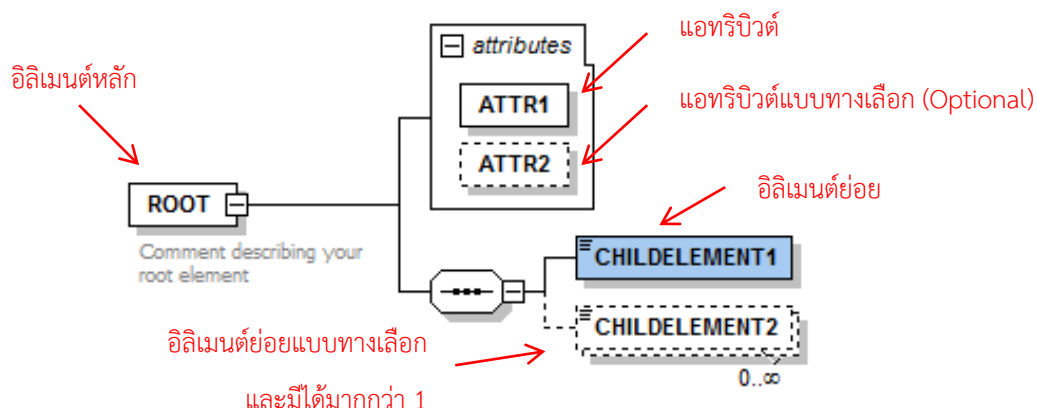 แอทริบิวต์
attributes
อิลิเมนต์หลัก
ATTR1
แอทริบิวต์แบบทางเลือก (Optional)
ATTR2
อิลิเมนต์ย่อย
ROOT
Comment describing your
root element
CHILDELEMENT1
CHILDELEMENT2
อิลิเมนต์ย่อยแบบทางเลือก
และมีได้มากกว่า 1
0..∞